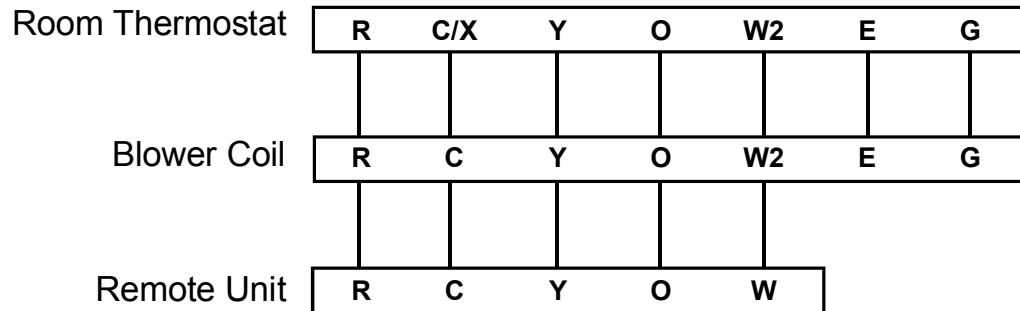 Room Thermostat R C/X Y O W2 E G
Blower Coil R C Y O W2 E G
Remote Unit R C Y O W